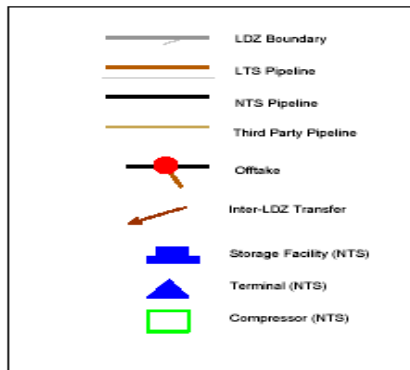 LDZ Boundary
LTS Pipeline
NTS Pipeline
Third Party Pipeline
Offtake
Inter-LDZ Transfer
Storage Facility (NTS)
Terminal (NTS)
Compressor (NTS)